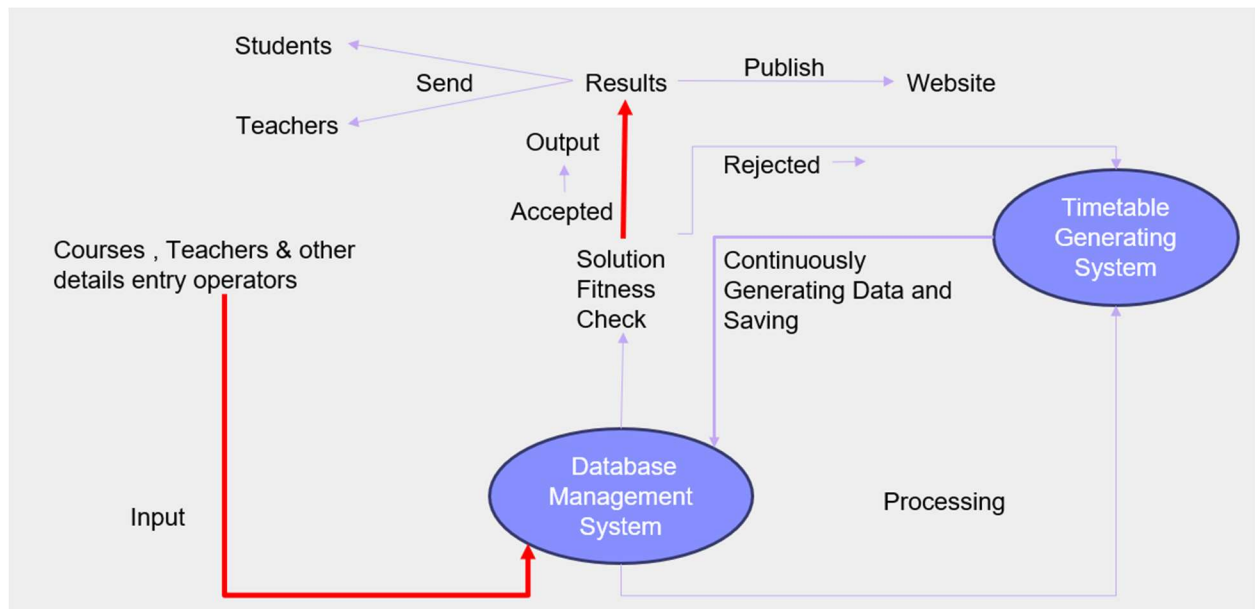 Students
Send
Teachers
Results
Publish
Website
Output
Accepted
Rejected
Timetable
Generating
System
Courses , Teachers & other
details entry operators
Solution
Fitness
Check
Continuously
Generating Data and
Saving
Database
Management
System
Input
Processing